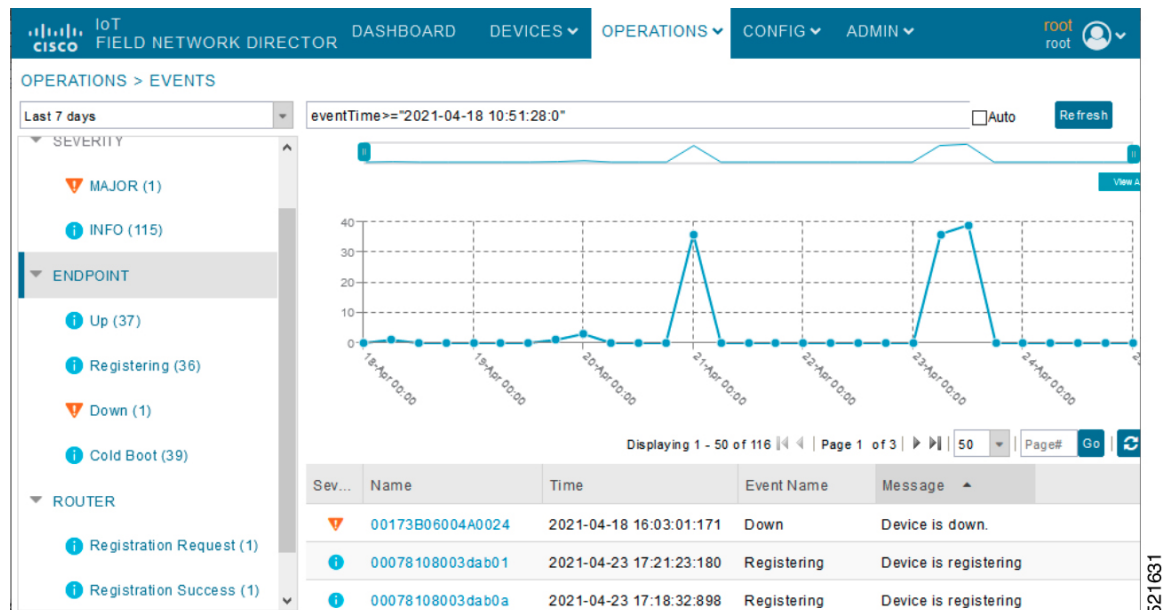 IoT
cisco FIELD NETWORK DIRECTOR
DASHBOARD DEVICES OPERATIONS CONFIG ADMIN
root
root
OPERATIONS > EVENTS
Last 7 days
eventTime>="2021-04-18 10:51:28:0"
Auto
Refresh
SEVERITY
MAJOR (1)
INFO (115)
ENDPOINT
Up (37)
Registering (36)
Down (1)
Cold Boot (39)
ROUTER
Registration Request (1)
Registration Success (1)
View A
40
30
20
10
0
18-Apr 00:00
19-Apr 00:00
20-Apr 00:00
21-Apr 00:00
22-Apr 00:00
23-Apr 00:00
24-Apr 00:00
Displaying 1 - 50 of 116 | Page 1 of 3 | 50 | Page# Go
Sev... Name Time Event Name Message
00173B06004A0024 2021-04-18 16:03:01:171 Down Device is down.
00078108003dab01 2021-04-23 17:21:23:180 Registering Device is registering
00078108003dab0a 2021-04-23 17:18:32:898 Registering Device is registering
521631